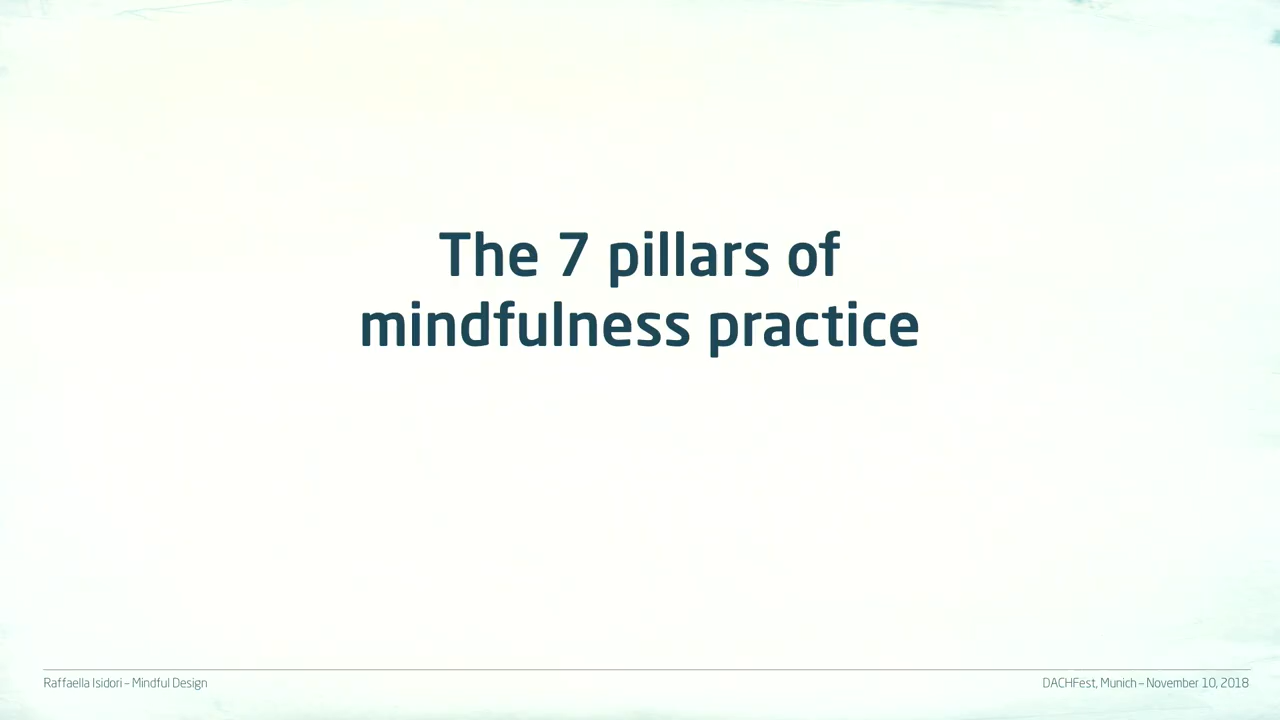 The 7 pillars of
mindfulness practice
Raffaella Isidori – Mindful Design
DACHFest, Munich – November 10, 2018